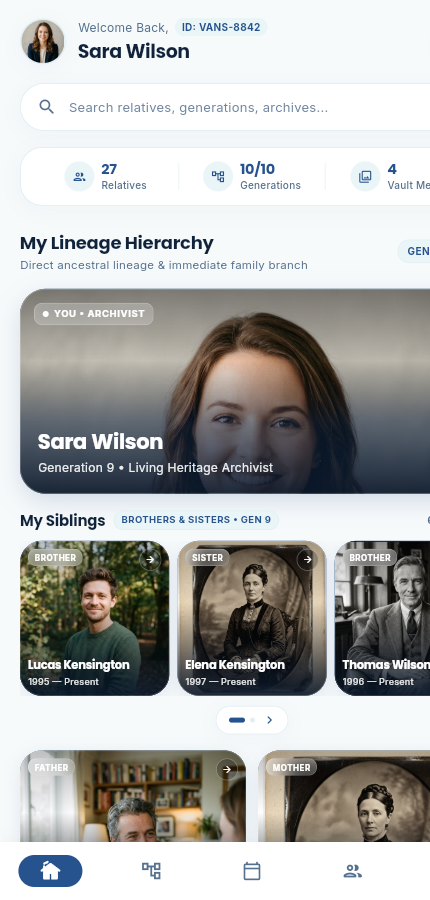 Welcome Back, ID: VANS-8842
Sara Wilson
Search relatives, generations, archives...
27
Relatives
10/10
Generations
4
Vault Me
My Lineage Hierarchy
GEN
Direct ancestral lineage & immediate family branch
YOU • ARCHIVIST
Sara Wilson
Generation 9 • Living Heritage Archivist
My Siblings BROTHERS & SISTERS • GEN 9
BROTHER
Lucas Kensington
1995 — Present
SISTER
Elena Kensington
1997 — Present
BROTHER
Thomas Wilson
1996 — Present
FATHER
MOTHER